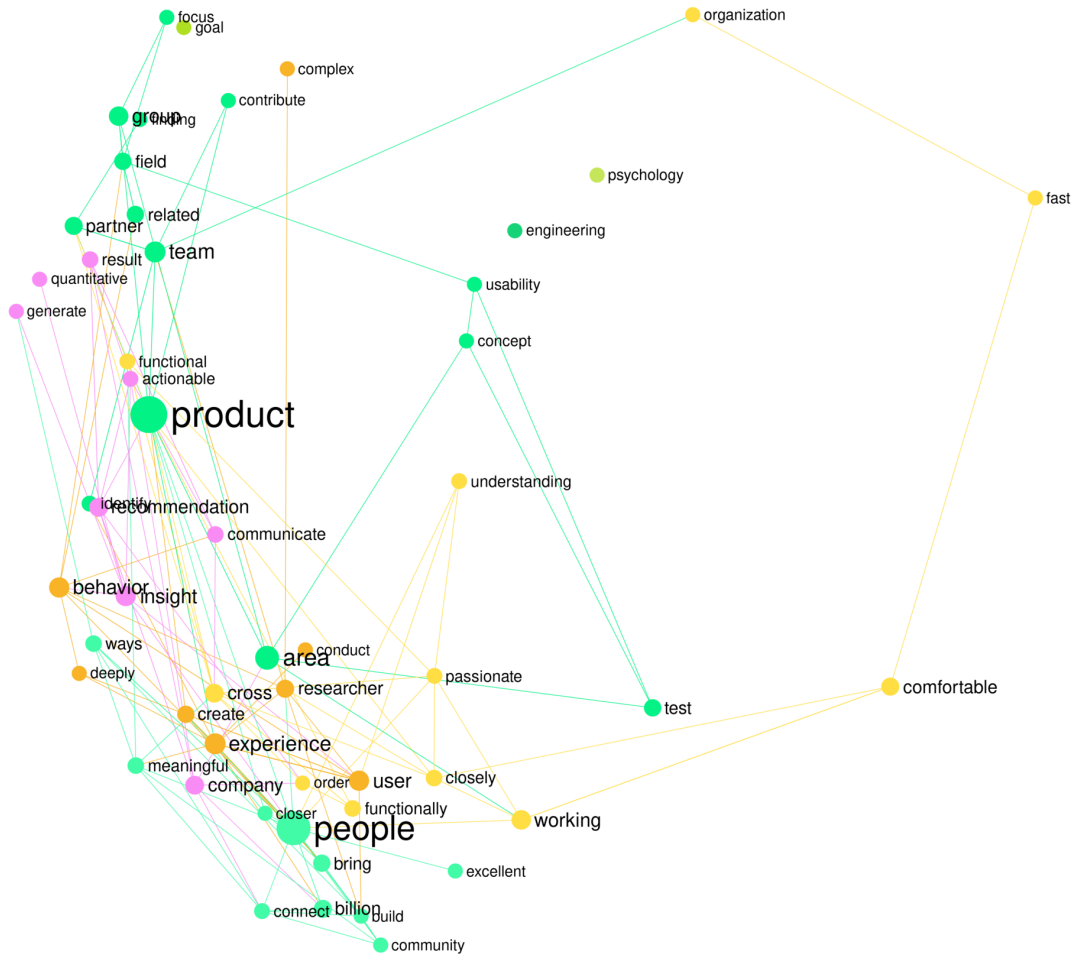 focus
organization
goal
complex
contribute
group
finding
field
psychology
fast
related
partner
engineering
team
result
quantitative
usability
generate
concept
functional
actionable
product
understanding
identify
recommendation
communicate
behavior
insight
ways
conduct
area
deeply
passionate
researcher
comfortable
cross
test
create
experience
meaningful
closely
user
order
company
functionally
closer
working
people
bring
excellent
billion
connect
build
community